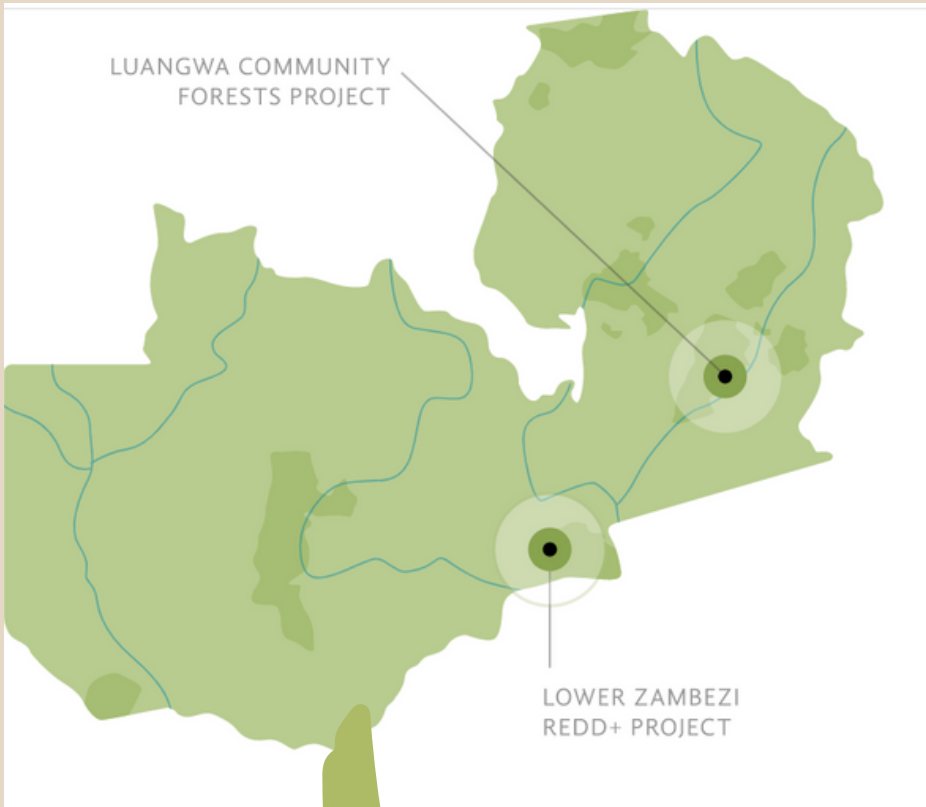 LUANGWA COMMUNITY
FORESTS PROJECT
LOWER ZAMBEZI
REDD+ PROJECT